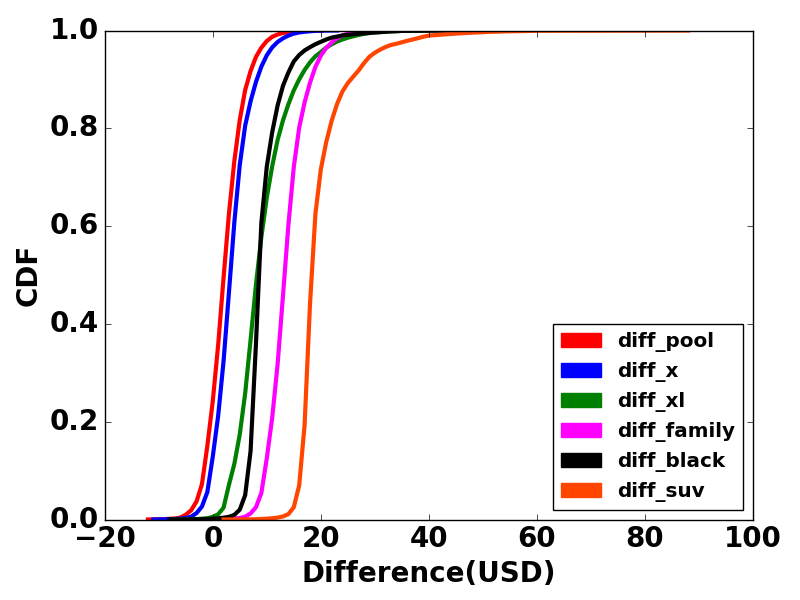 1.0
0.8
0.6
0.4
0.2
0.0
CDF
−20
0
20
40
60
80
100
Difference(USD)
diff_pool
diff_x
diff_xl
diff_family
diff_black
diff_suv